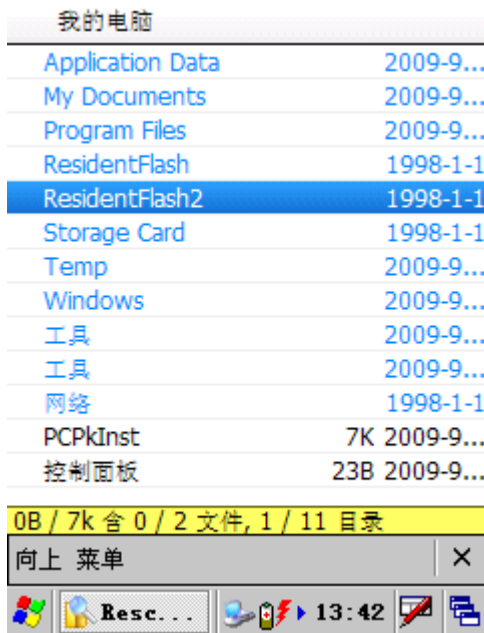 我的电脑
Application Data 2009-9...
My Documents 2009-9...
Program Files 2009-9...
ResidentFlash 1998-1-1
ResidentFlash2 1998-1-1
Storage Card 1998-1-1
Temp 2009-9...
Windows 2009-9...
工具 2009-9...
工具 2009-9...
网络 1998-1-1
PCPkInst 7K 2009-9...
控制面板 23B 2009-9...
0B / 7k 含 0 / 2 文件, 1 / 11 目录
向上 菜单 ×
Resc... 13:42